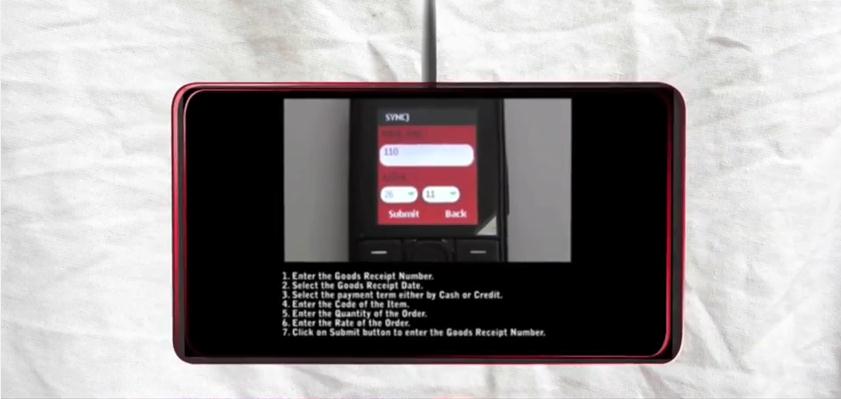 SYNC)
110
26 11
Submit Back
1. Enter the Goods Receipt Number.
2. Select the Goods Receipt Date.
3. Select the payment term either by Cash or Credit.
4. Enter the Code of the Item.
5. Enter the Quantity of the Order.
6. Enter the Rate of the Order.
7. Click on Submit button to enter the Goods Receipt Number.